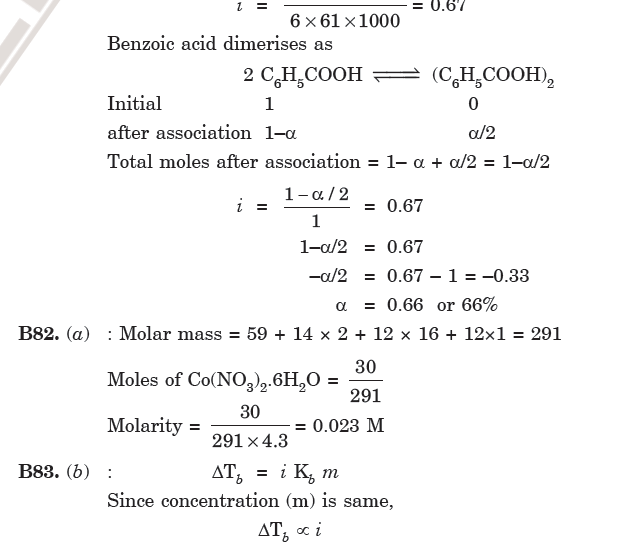 i = ――― = 0.67
6 × 61 × 1000
Benzoic acid dimerises as
2 C₆H₅COOH ⇌ (C₆H₅COOH)₂
Initial 1 0
after association 1–α α/2
Total moles after association = 1– α + α/2 = 1–α/2
i = (1 – α / 2)/1 = 0.67
1–α/2 = 0.67
–α/2 = 0.67 – 1 = –0.33
α = 0.66 or 66%
B82. (a) : Molar mass = 59 + 14 × 2 + 12 × 16 + 12×1 = 291
Moles of Co(NO₃)₂.6H₂O = 30/291
Molarity = 30/(291 × 4.3) = 0.023 M
B83. (b) : ΔT_b = i K_b m
Since concentration (m) is same,
ΔT_b ∝ i